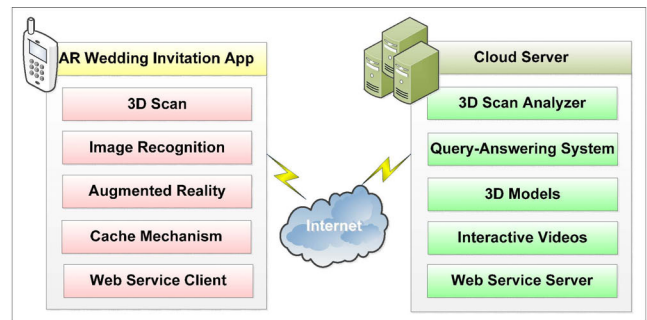 AR Wedding Invitation App
3D Scan
Image Recognition
Augmented Reality
Cache Mechanism
Web Service Client
Internet
Cloud Server
3D Scan Analyzer
Query-Answering System
3D Models
Interactive Videos
Web Service Server